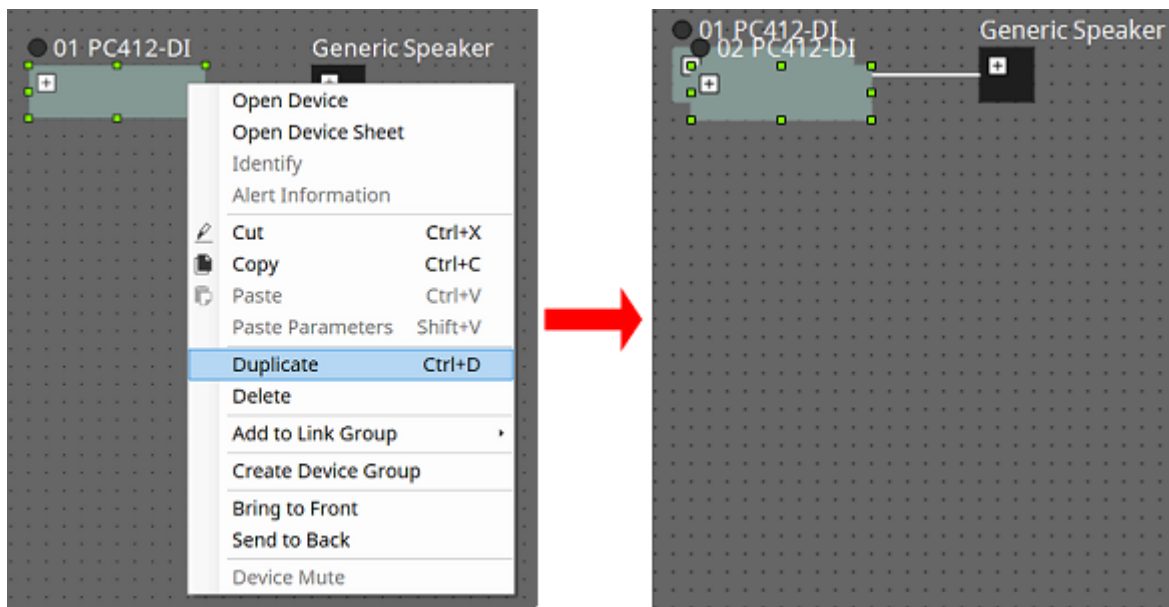 01 PC412-DI
Generic Speaker
Open Device
Open Device Sheet
Identify
Alert Information
Cut Ctrl+X
Copy Ctrl+C
Paste Ctrl+V
Paste Parameters Shift+V
Duplicate Ctrl+D
Delete
Add to Link Group
Create Device Group
Bring to Front
Send to Back
Device Mute
01 PC412-DI
02 PC412-DI
Generic Speaker